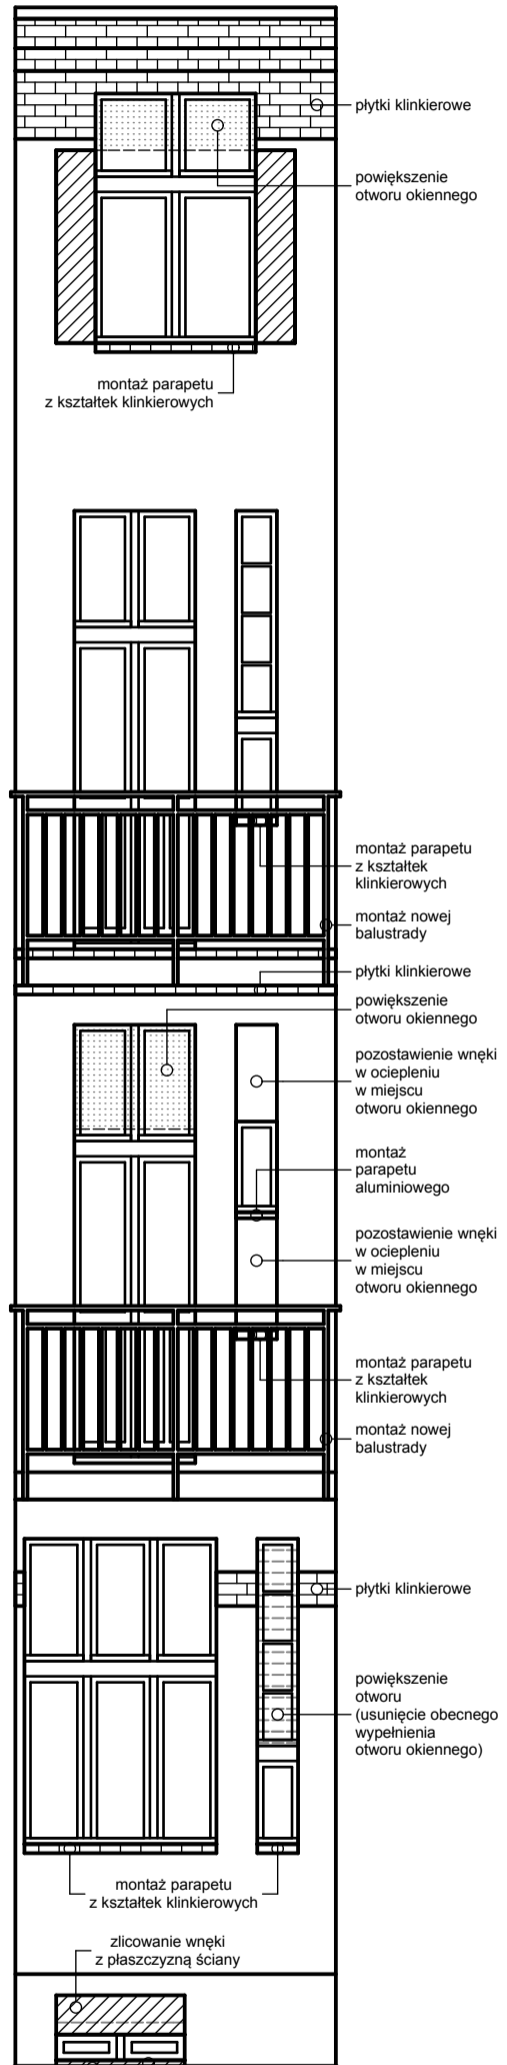 płytki klinkierowe
powiększenie
otworu okiennego
montaż parapetu
z kształtek klinkierowych
montaż parapetu
z kształtek
klinkierowych
montaż nowej
balustrady
płytki klinkierowe
powiększenie
otworu okiennego
pozostawienie wnęki
w ociepleniu
w miejscu
otworu okiennego
montaż
parapetu
aluminiowego
pozostawienie wnęki
w ociepleniu
w miejscu
otworu okiennego
montaż parapetu
z kształtek
klinkierowych
montaż nowej
balustrady
płytki klinkierowe
powiększenie
otworu
(usunięcie obecnego
wypełnienia
otworu okiennego)
montaż parapetu
z kształtek klinkierowych
zlicowanie wnęki
z płaszczyzną ściany